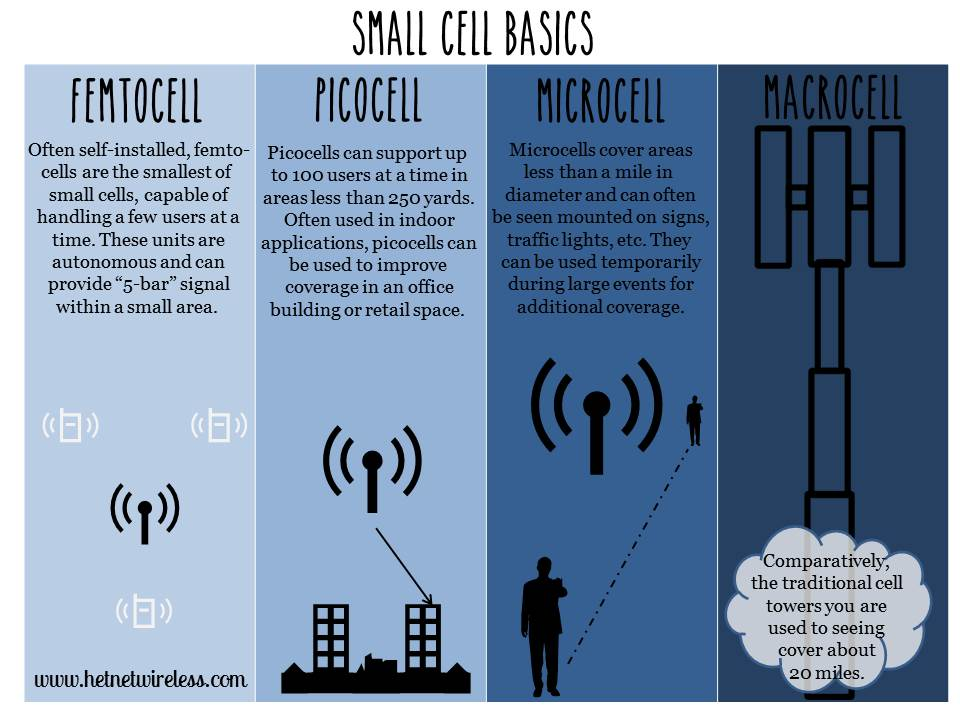 SMALL CELL BASICS
FEMTOCELL
Often self-installed, femto-
cells are the smallest of
small cells, capable of
handling a few users at a
time. These units are
autonomous and can
provide “5-bar” signal
within a small area.
www.hetnetwireless.com
PICOCELL
Picocells can support up
to 100 users at a time in
areas less than 250 yards.
Often used in indoor
applications, picocells can
be used to improve
coverage in an office
building or retail space.
MICROCELL
Microcells cover areas
less than a mile in
diameter and can often
be seen mounted on signs,
traffic lights, etc. They
can be used temporarily
during large events for
additional coverage.
MACROCELL
Comparatively,
the traditional cell
towers you are
used to seeing
cover about
20 miles.